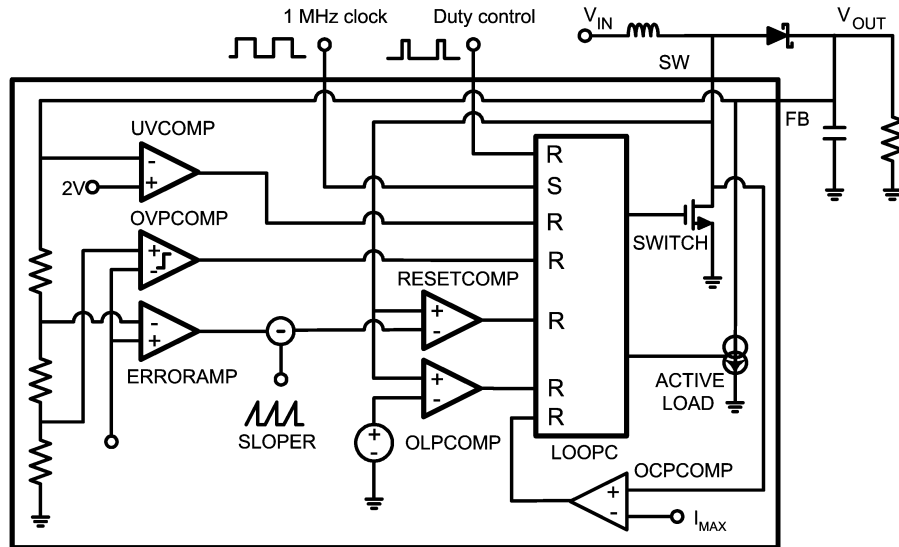 1 MHz clock
Duty control
VIN
VOUT
SW
FB
UVCOMP
-
+
2V
OVPCOMP
+
-
-
+
ERRORAMP
-
SLOPER
RESETCOMP
+
-
+
-
OLPCOMP
+
-
R
S
R
R
R
R
R
LOOPC
SWITCH
ACTIVE
LOAD
OCPCOMP
+
-
IMAX